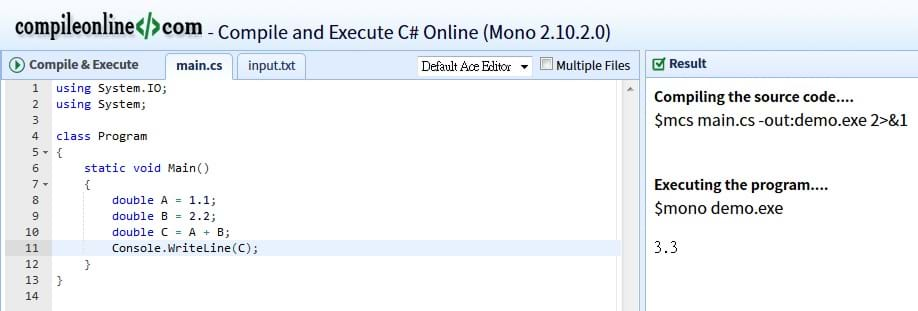 compileonline</>com - Compile and Execute C# Online (Mono 2.10.2.0)
Compile & Execute main.cs input.txt Default Ace Editor Multiple Files
1 using System.IO;
2 using System;
3
4 class Program
5 {
6 static void Main()
7 {
8 double A = 1.1;
9 double B = 2.2;
10 double C = A + B;
11 Console.WriteLine(C);
12 }
13 }
14
Result
Compiling the source code....
$mcs main.cs -out:demo.exe 2>&1
Executing the program....
$mono demo.exe
3.3